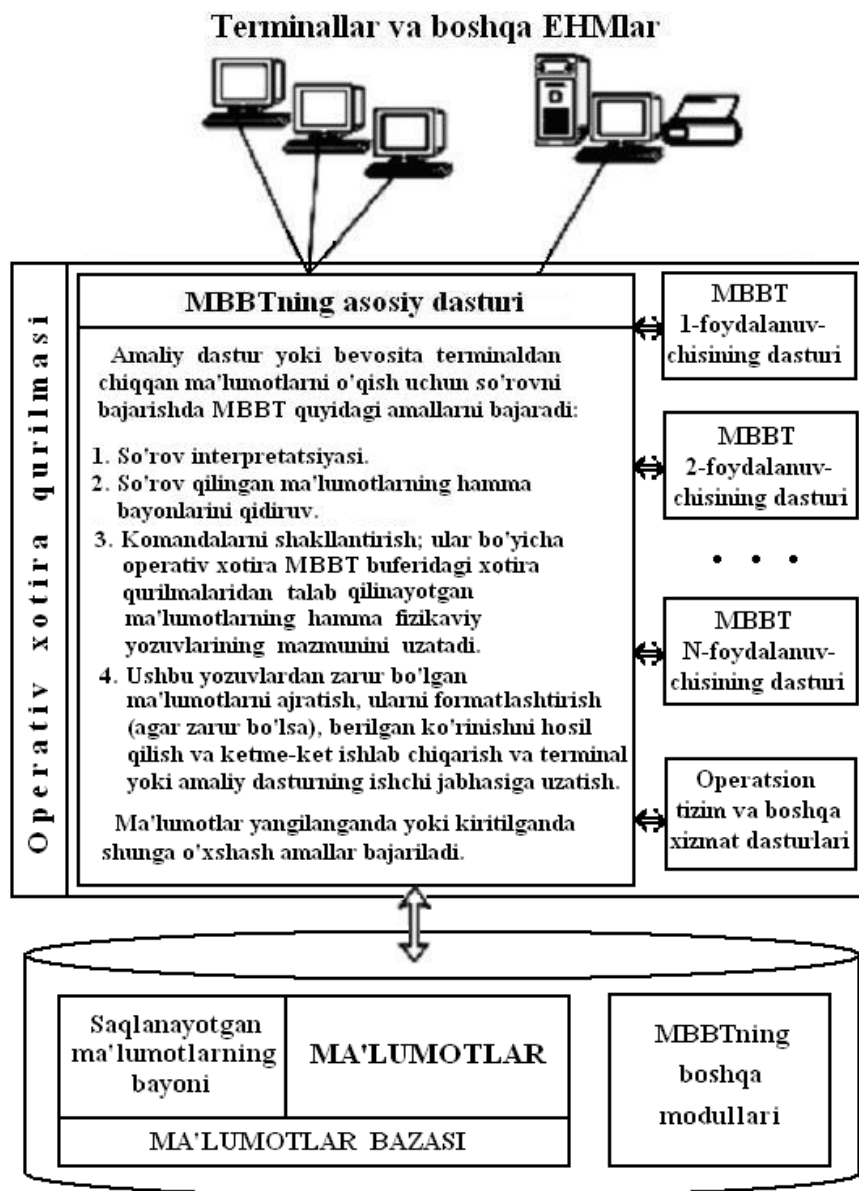 Terminallar va boshqa EHMlar
Operativ xotira qurilmasi
MBBTning asosiy dasturi
Amaliy dastur yoki bevosita terminaldan
chiqqan ma'lumotlarni o'qish uchun so'rovni
bajarishda MBBT quyidagi amallarni bajaradi:
1. So'rov interpretatsiyasi.
2. So'rov qilingan ma'lumotlarning hamma
bayonlarini qidiruv.
3. Komandalarni shakllantirish; ular bo'yicha
operativ xotira MBBT buferidagi xotira
qurilmalaridan talab qilinayotgan
ma'lumotlarning hamma fizikaviy
yozuvlarining mazmunini uzatadi.
4. Ushbu yozuvlardan zarur bo'lgan
ma'lumotlarni ajratish, ularni formatlashtirish
(agar zarur bo'lsa), berilgan ko'rinishni hosil
qilish va ketme-ket ishlab chiqarish va terminal
yoki amaliy dasturning ishchi jabhasiga uzatish.
Ma'lumotlar yangilanganda yoki kiritilganda
shunga o'xshash amallar bajariladi.
MBBT
1-foydalanuv-
chisining dasturi
MBBT
2-foydalanuv-
chisining dasturi
. . .
MBBT
N-foydalanuv-
chisining dasturi
Operatsion
tizim va boshqa
xizmat dasturlari
Saqlanayotgan
ma'lumotlarning
bayoni
MA'LUMOTLAR
MA'LUMOTLAR BAZASI
MBBTning
boshqa
modullari